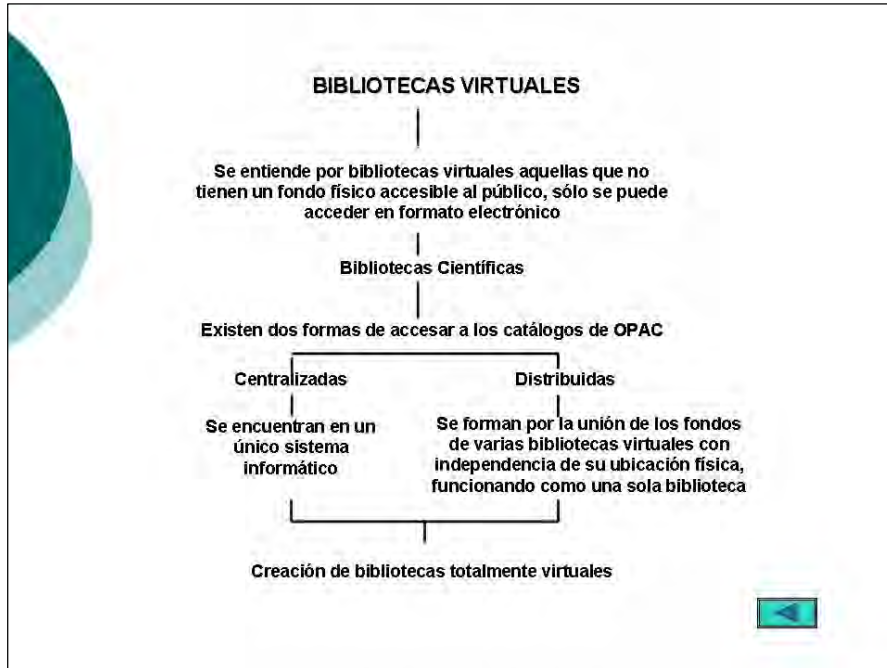 BIBLIOTECAS VIRTUALES
Se entiende por bibliotecas virtuales aquellas que no
tienen un fondo físico accesible al público, sólo se puede
acceder en formato electrónico
Bibliotecas Científicas
Existen dos formas de accesar a los catálogos de OPAC
Centralizadas
Se encuentran en un
único sistema
informático
Distribuidas
Se forman por la unión de los fondos
de varias bibliotecas virtuales con
independencia de su ubicación física,
funcionando como una sola biblioteca
Creación de bibliotecas totalmente virtuales